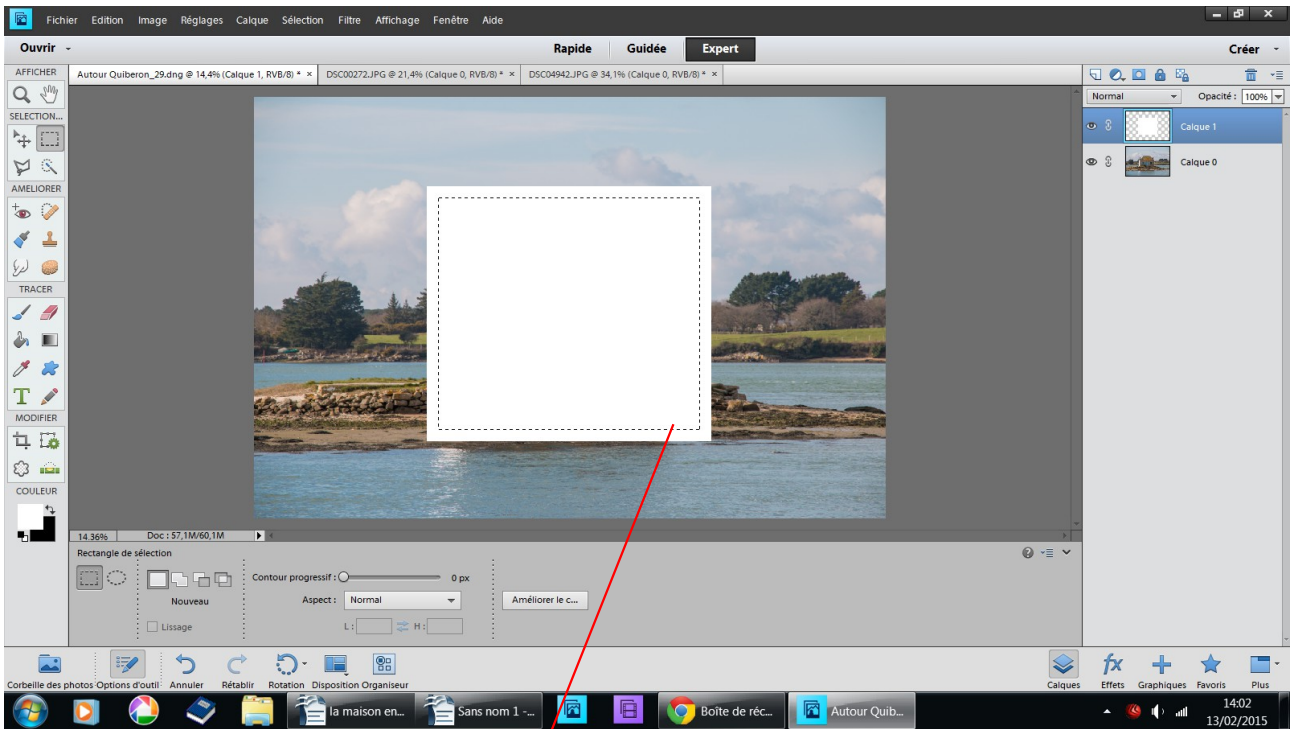 Fichier Edition Image Réglages Calque Sélection Filtre Affichage Fenêtre Aide
Ouvrir Rapide Guidée Expert Créer
AFFICHER
Autour Quiberon_29.dng @ 14,4% (Calque 1, RVB/8) * × DSC00272.JPG @ 21,4% (Calque 0, RVB/8) * × DSC04942.JPG @ 34,1% (Calque 0, RVB/8) * ×
Normal Opacité : 100%
SELECTION...
Calque 1
Calque 0
AMELIORER
TRACER
MODIFIER
COULEUR
14.36% Doc : 57,1M/60,1M
Rectangle de sélection
Contour progressif : 0 px
Nouveau Aspect : Normal Améliorer le c...
Lissage L : H :
Corbeille des photos Options d'outil Annuler Rétablir Rotation Disposition Organiseur Calques Effets Graphiques Favoris Plus
la maison en... Sans nom 1 -... Boîte de réc... Autour Quib...
14:02
13/02/2015